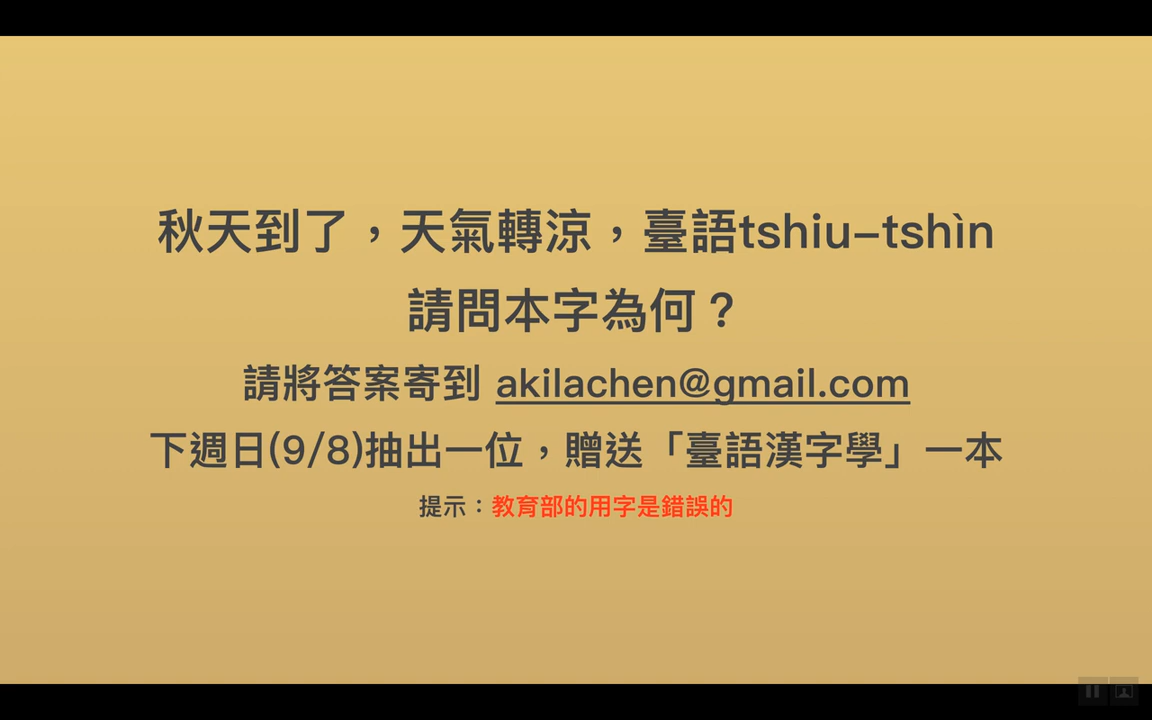 秋天到了，天氣轉涼，臺語tshiu–tshìn
請問本字為何？
請將答案寄到 akilachen@gmail.com
下週日(9/8)抽出一位，贈送「臺語漢字學」一本
提示：教育部的用字是錯誤的